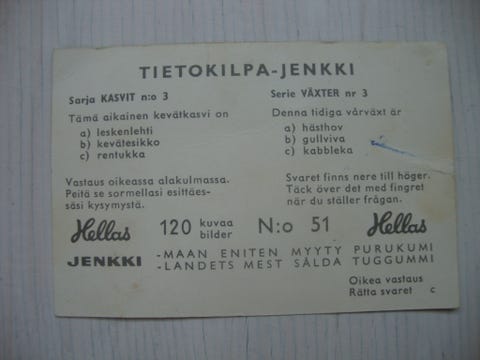 TIETOKILPA-JENKKI
Sarja KASVIT n:o 3
Tämä aikainen kevätkasvi on
a) leskenlehti
b) kevätesikko
c) rentukka
Vastaus oikeassa alakulmassa.
Peitä se sormellasi esittäes-
säsi kysymystä.
Serie VÄXTER nr 3
Denna tidiga vårväxt är
a) hästhov
b) gullviva
c) kabbleka
Svaret finns nere till höger.
Täck över det med fingret
när du ställer frågan.
Hellas 120 kuvaa bilder N:o 51 Hellas
JENKKI -MAAN ENITEN MYYTY PURUKUMI
-LANDETS MEST SÅLDA TUGGUMMI
Oikea vastaus
Rätta svaret c